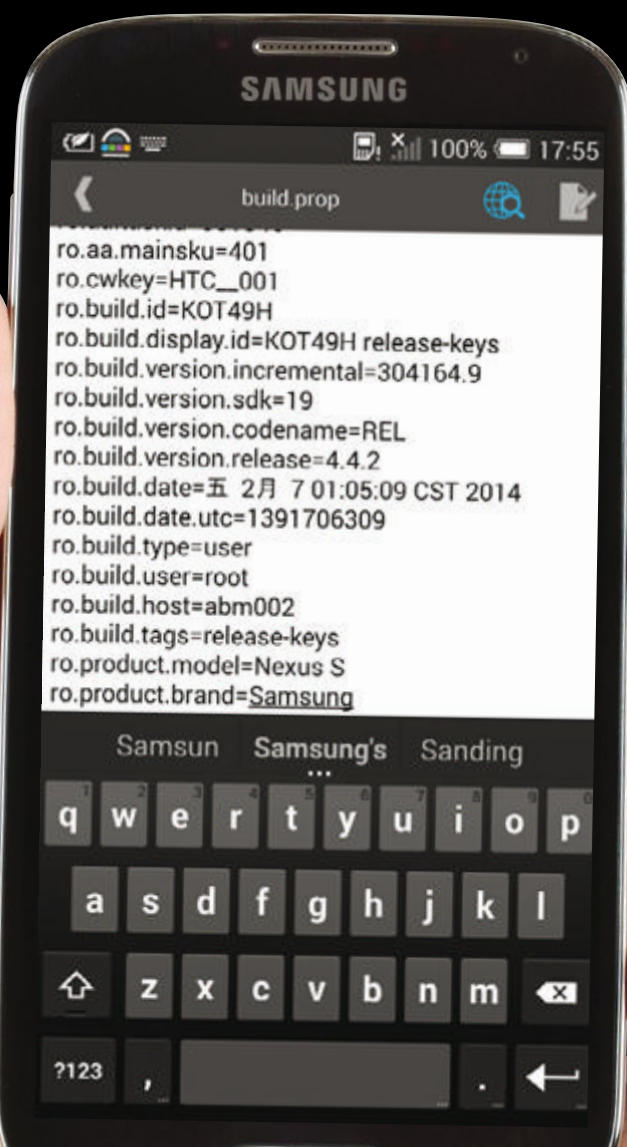 SAMSUNG
100% 17:55
build.prop
ro.aa.mainsku=401
ro.cwkey=HTC__001
ro.build.id=KOT49H
ro.build.display.id=KOT49H release-keys
ro.build.version.incremental=304164.9
ro.build.version.sdk=19
ro.build.version.codename=REL
ro.build.version.release=4.4.2
ro.build.date=五 2月 7 01:05:09 CST 2014
ro.build.date.utc=1391706309
ro.build.type=user
ro.build.user=root
ro.build.host=abm002
ro.build.tags=release-keys
ro.product.model=Nexus S
ro.product.brand=Samsung
Samsun Samsung's Sanding
q w e r t y u i o p
a s d f g h j k l
z x c v b n m
?123 , .